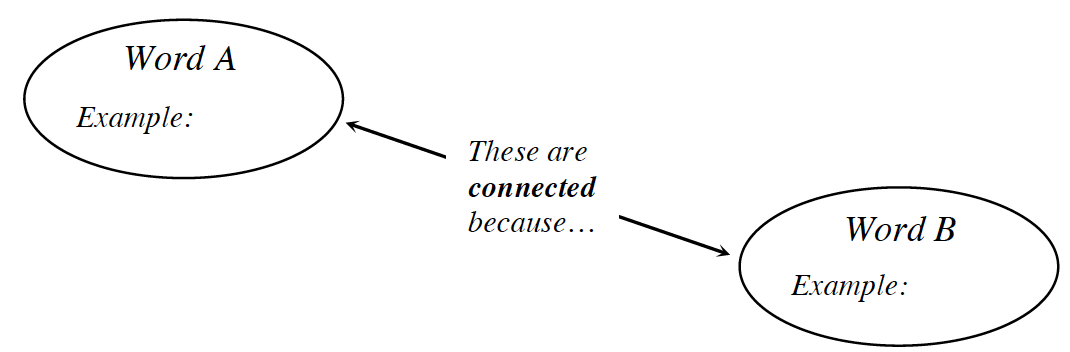 Word A
Example:
These are
connected
because…
Word B
Example: